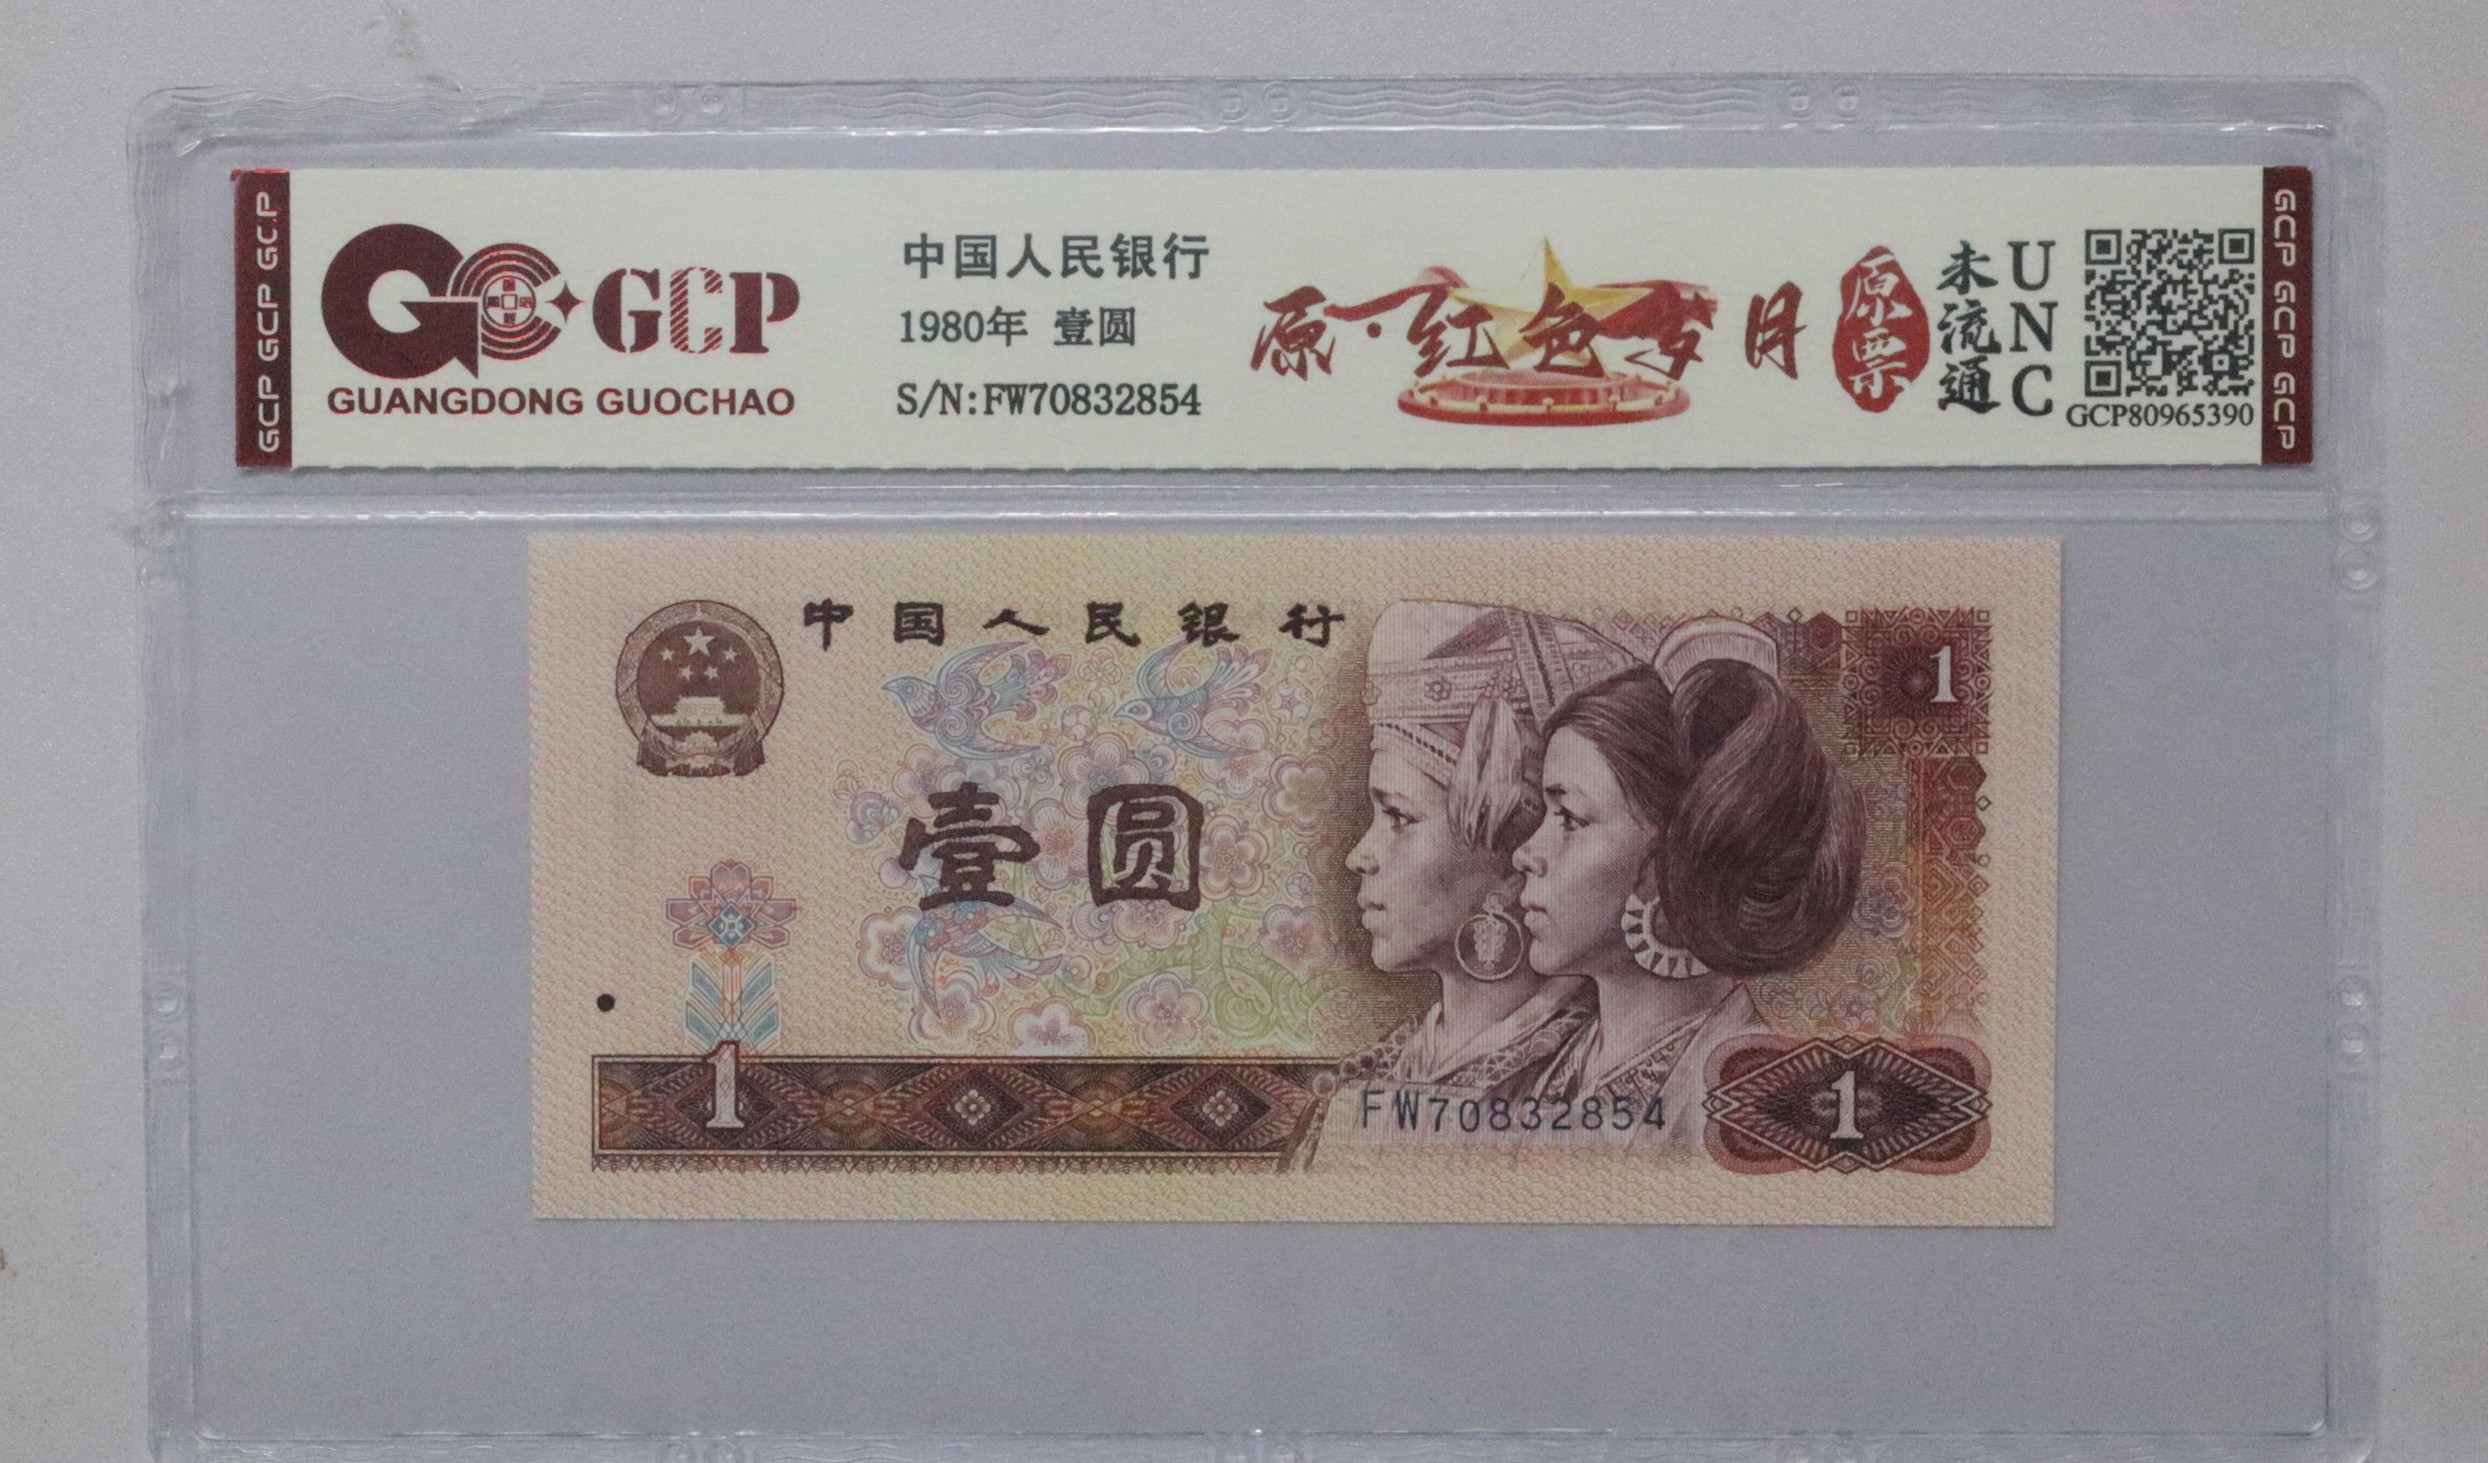 GCP GCP GCP
GCP
GUANGDONG GUOCHAO
中国人民银行
1980年 壹圆
S/N:FW70832854
原·红色岁月
原票
未流通
UNC
GCP80965390
GCP GCP GCP
中国人民银行
1
壹圆
1
FW70832854
1